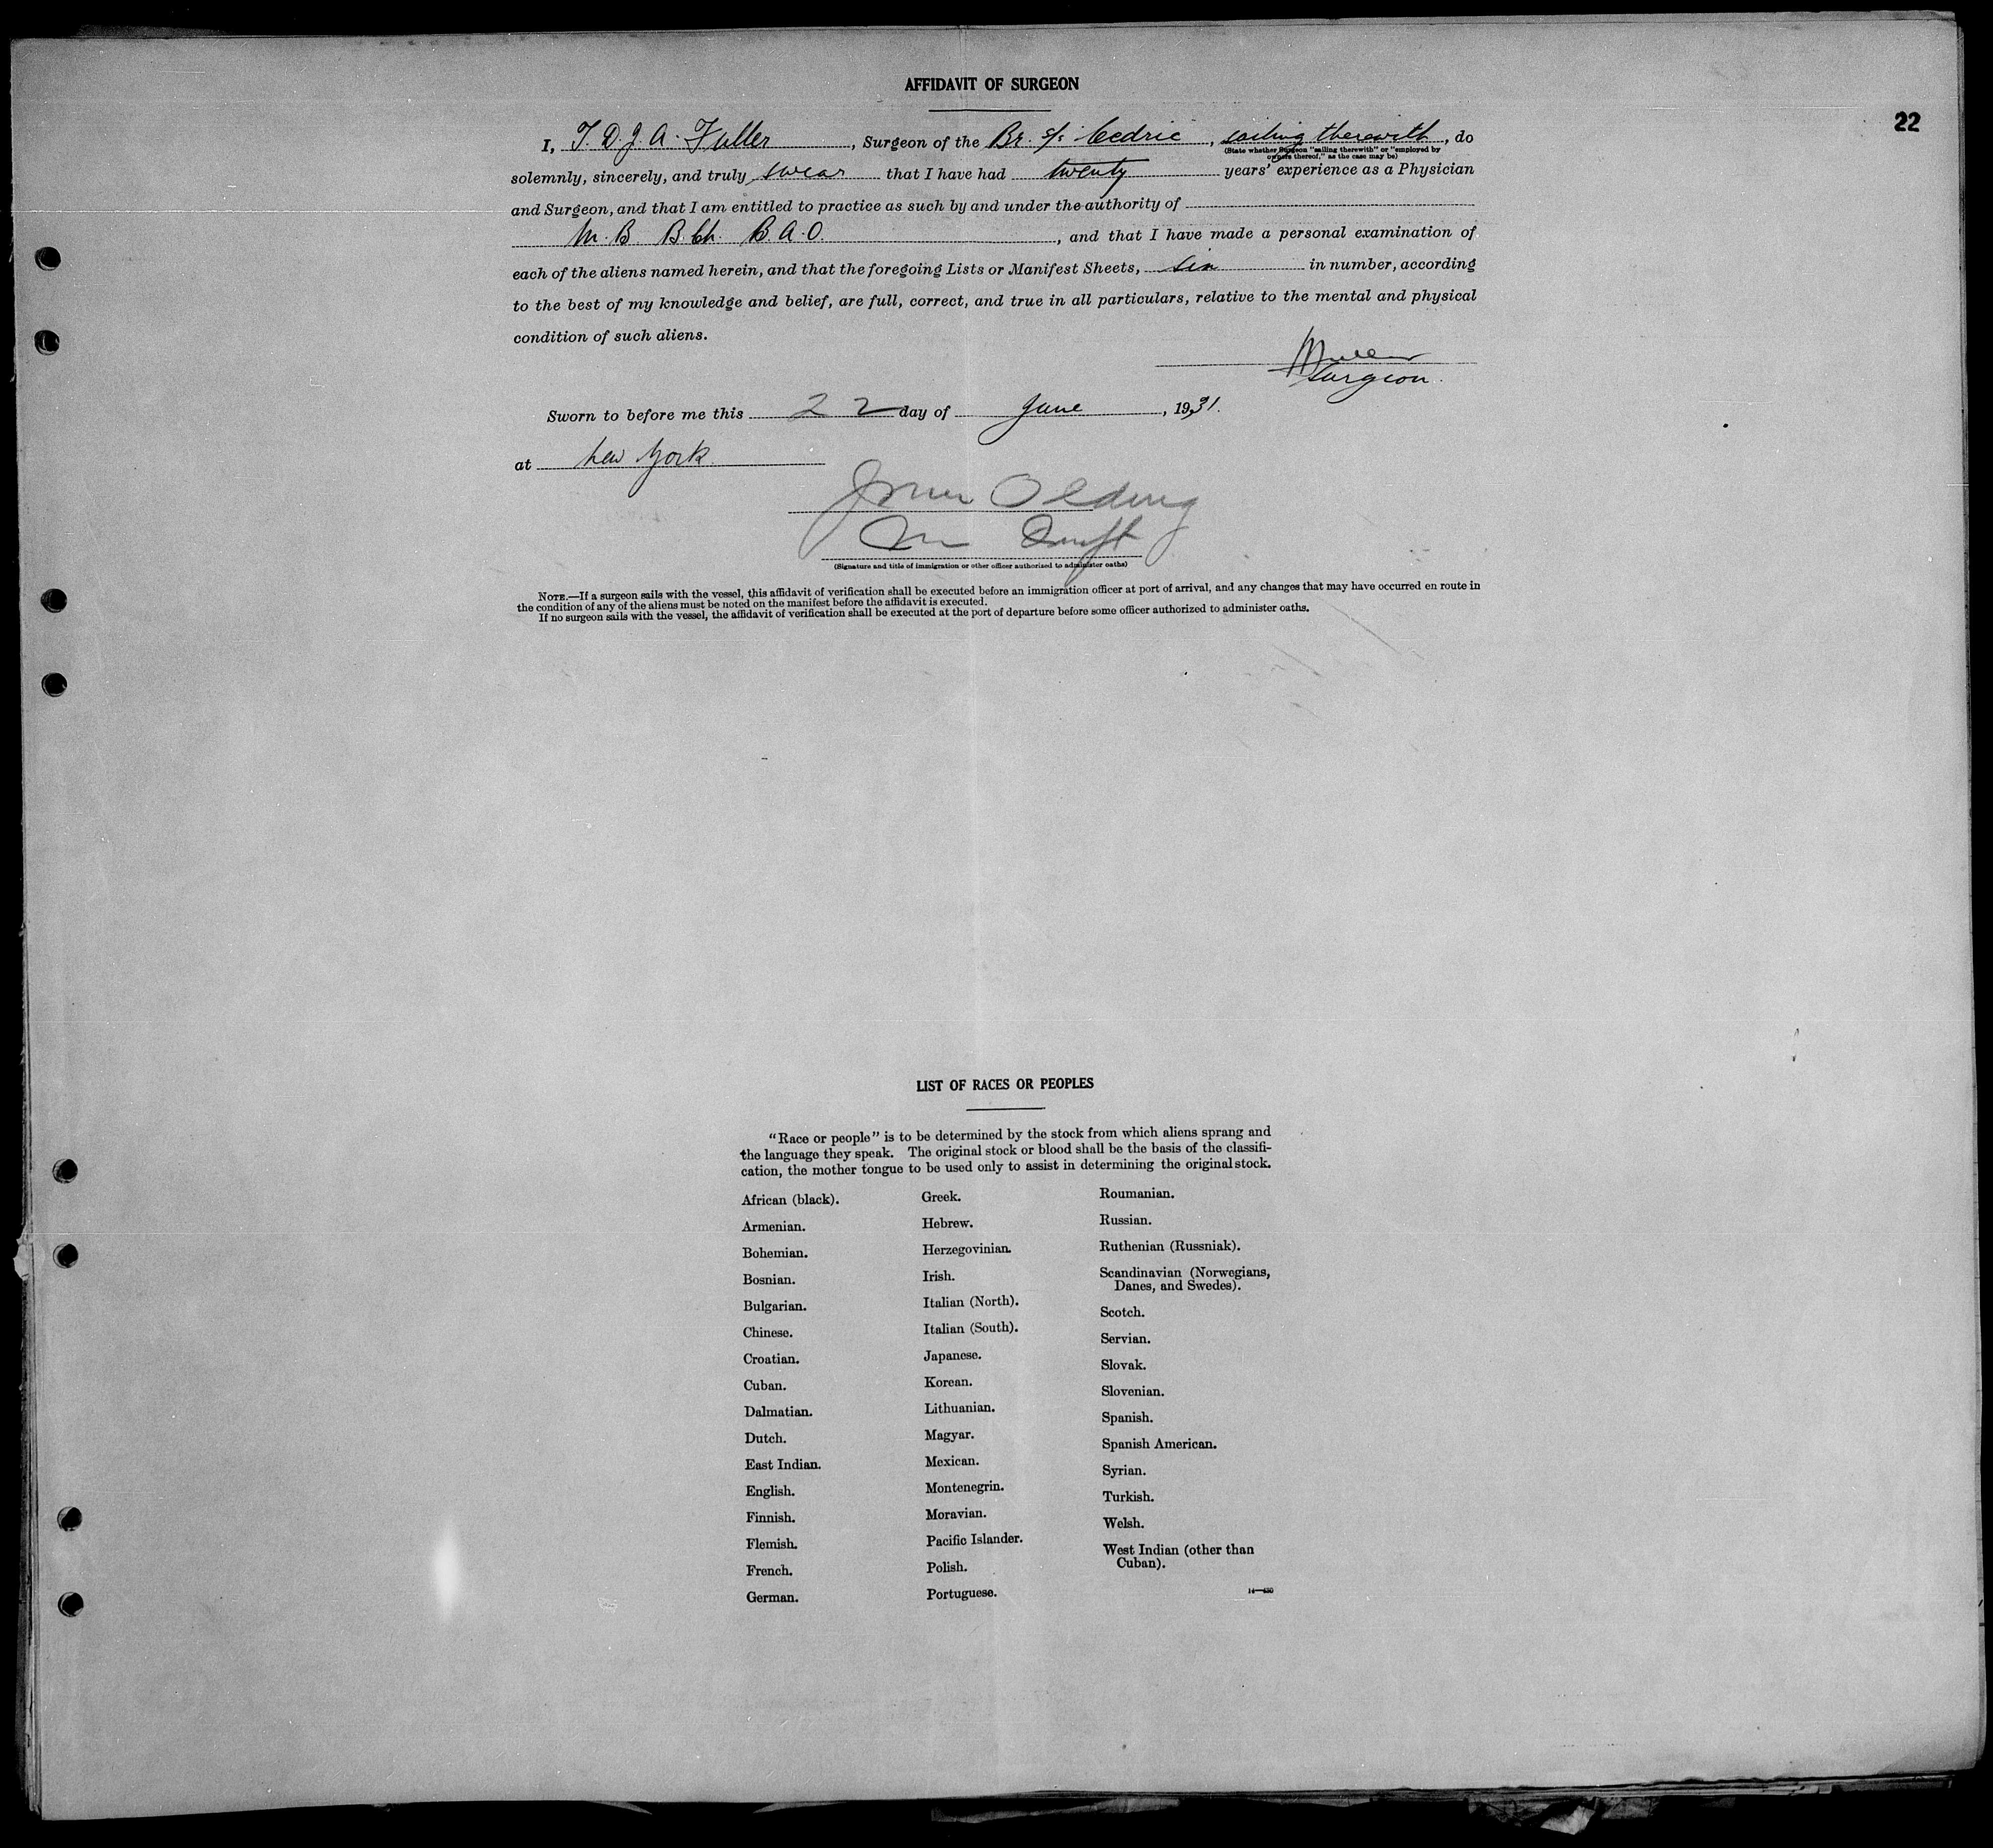 AFFIDAVIT OF SURGEON
22
I, T. D. J. A. Fuller, Surgeon of the Br. s/s Cedric, sailing therewith, do
(State whether Surgeon "sailing therewith" or "employed by
owners thereof," as the case may be)
solemnly, sincerely, and truly swear that I have had twenty years' experience as a Physician
and Surgeon, and that I am entitled to practice as such by and under the authority of
M. B. B. Ch. B. A. O., and that I have made a personal examination of
each of the aliens named herein, and that the foregoing Lists or Manifest Sheets, six in number, according
to the best of my knowledge and belief, are full, correct, and true in all particulars, relative to the mental and physical
condition of such aliens.
Surgeon.
Sworn to before me this 22 day of June, 1931.
at New York
Olding
(Signature and title of immigration or other officer authorized to administer oaths)
NOTE.—If a surgeon sails with the vessel, this affidavit of verification shall be executed before an immigration officer at port of arrival, and any changes that may have occurred en route in
the condition of any of the aliens must be noted on the manifest before the affidavit is executed.
If no surgeon sails with the vessel, the affidavit of verification shall be executed at the port of departure before some officer authorized to administer oaths.
LIST OF RACES OR PEOPLES
"Race or people" is to be determined by the stock from which aliens sprang and
the language they speak. The original stock or blood shall be the basis of the classifi-
cation, the mother tongue to be used only to assist in determining the original stock.
African (black).
Armenian.
Bohemian.
Bosnian.
Bulgarian.
Chinese.
Croatian.
Cuban.
Dalmatian.
Dutch.
East Indian.
English.
Finnish.
Flemish.
French.
German.
Greek.
Hebrew.
Herzegovinian.
Irish.
Italian (North).
Italian (South).
Japanese.
Korean.
Lithuanian.
Magyar.
Mexican.
Montenegrin.
Moravian.
Pacific Islander.
Polish.
Portuguese.
Roumanian.
Russian.
Ruthenian (Russniak).
Scandinavian (Norwegians,
Danes, and Swedes).
Scotch.
Servian.
Slovak.
Slovenian.
Spanish.
Spanish American.
Syrian.
Turkish.
Welsh.
West Indian (other than
Cuban).